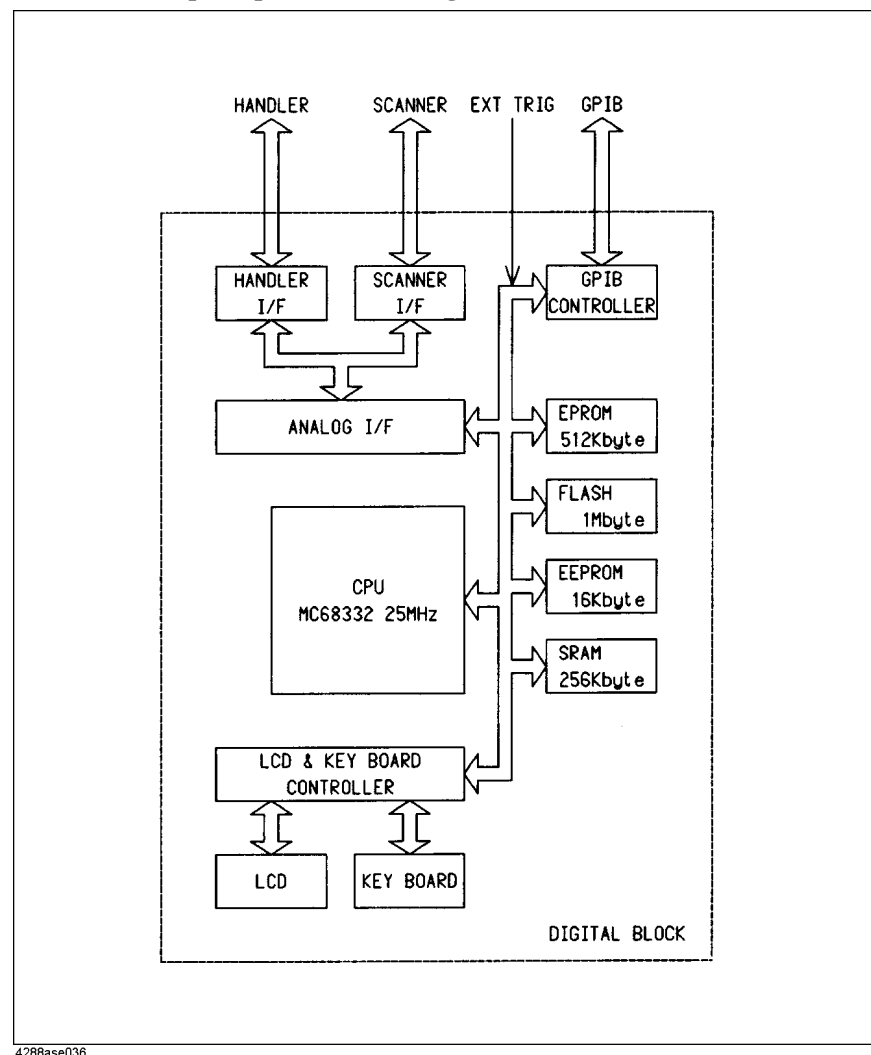 HANDLER SCANNER EXT TRIG GPIB
HANDLER
I/F
SCANNER
I/F
GPIB
CONTROLLER
ANALOG I/F
EPROM
512Kbyte
FLASH
1Mbyte
CPU
MC68332 25MHz
EEPROM
16Kbyte
SRAM
256Kbyte
LCD & KEY BOARD
CONTROLLER
LCD
KEY BOARD
DIGITAL BLOCK
4288ase036